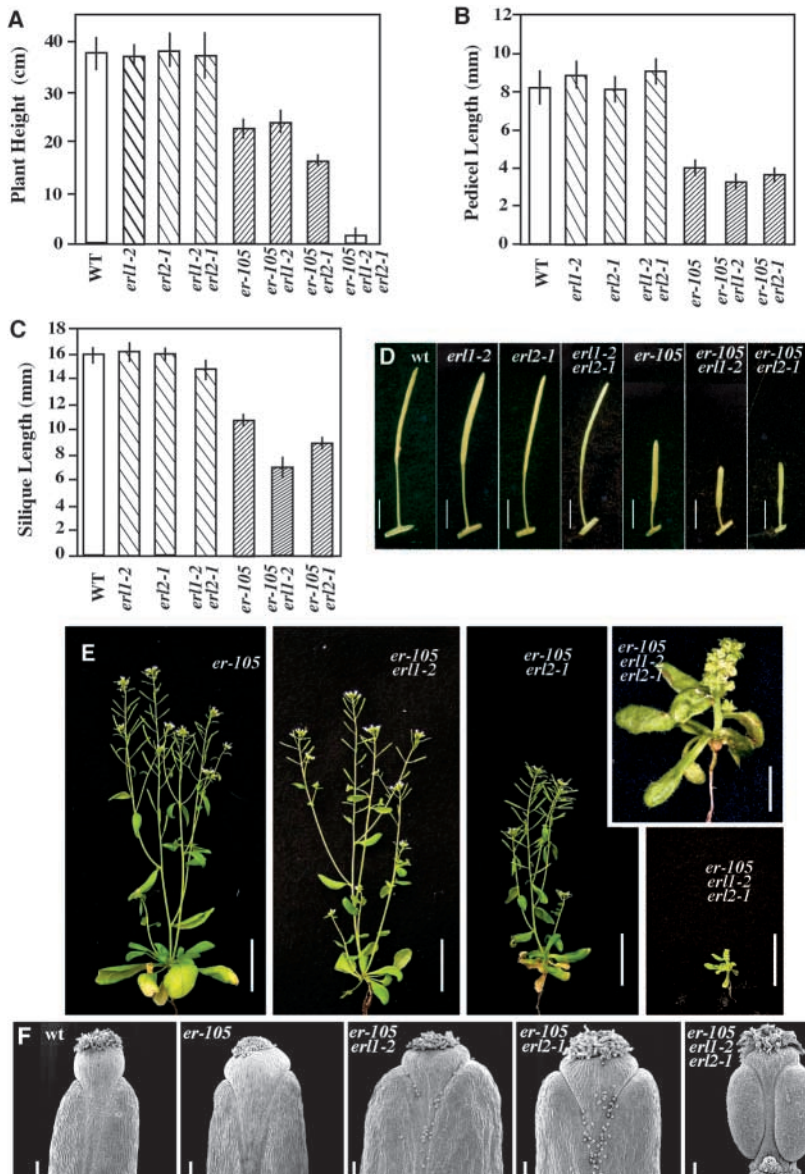 A
Plant Height (cm)
40
30
20
10
0
WT
erl1-2
erl2-1
erl1-2
erl2-1
er-105
er-105
erl1-2
er-105
erl2-1
er-105
erl1-2
erl2-1
B
Pedicel Length (mm)
12
10
8
6
4
2
0
WT
erl1-2
erl2-1
erl1-2
erl2-1
er-105
er-105
erl1-2
er-105
erl2-1
C
Silique Length (mm)
18
16
14
12
10
8
6
4
2
0
WT
erl1-2
erl2-1
erl1-2
erl2-1
er-105
er-105
erl1-2
er-105
erl2-1
D
wt
erl1-2
erl2-1
erl1-2
erl2-1
er-105
er-105
erl1-2
er-105
erl2-1
E
er-105
er-105
erl1-2
er-105
erl2-1
er-105
erl1-2
erl2-1
er-105
erl1-2
erl2-1
F
wt
er-105
er-105
erl1-2
er-105
erl2-1
er-105
erl1-2
erl2-1